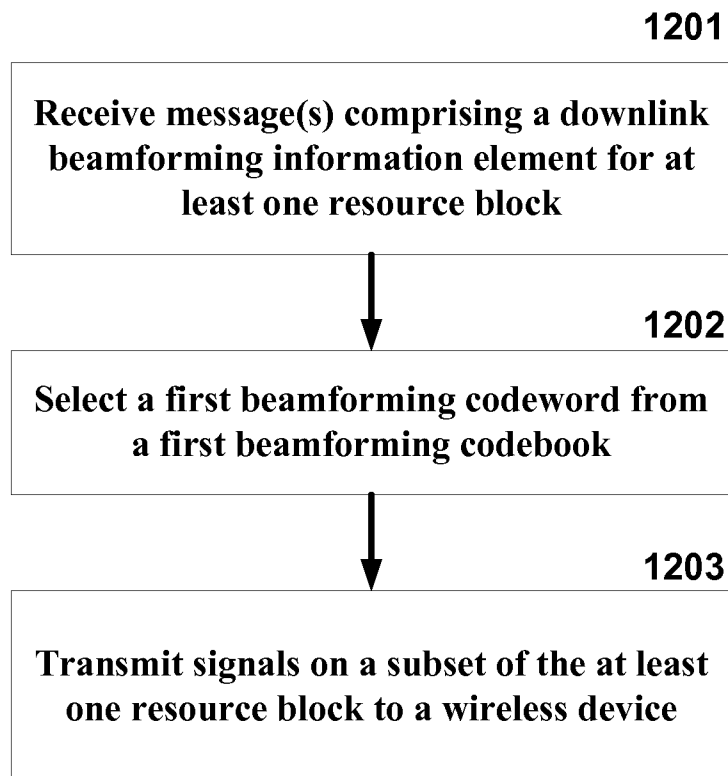 1201
Receive message(s) comprising a downlink
beamforming information element for at
least one resource block
1202
Select a first beamforming codeword from
a first beamforming codebook
1203
Transmit signals on a subset of the at least
one resource block to a wireless device